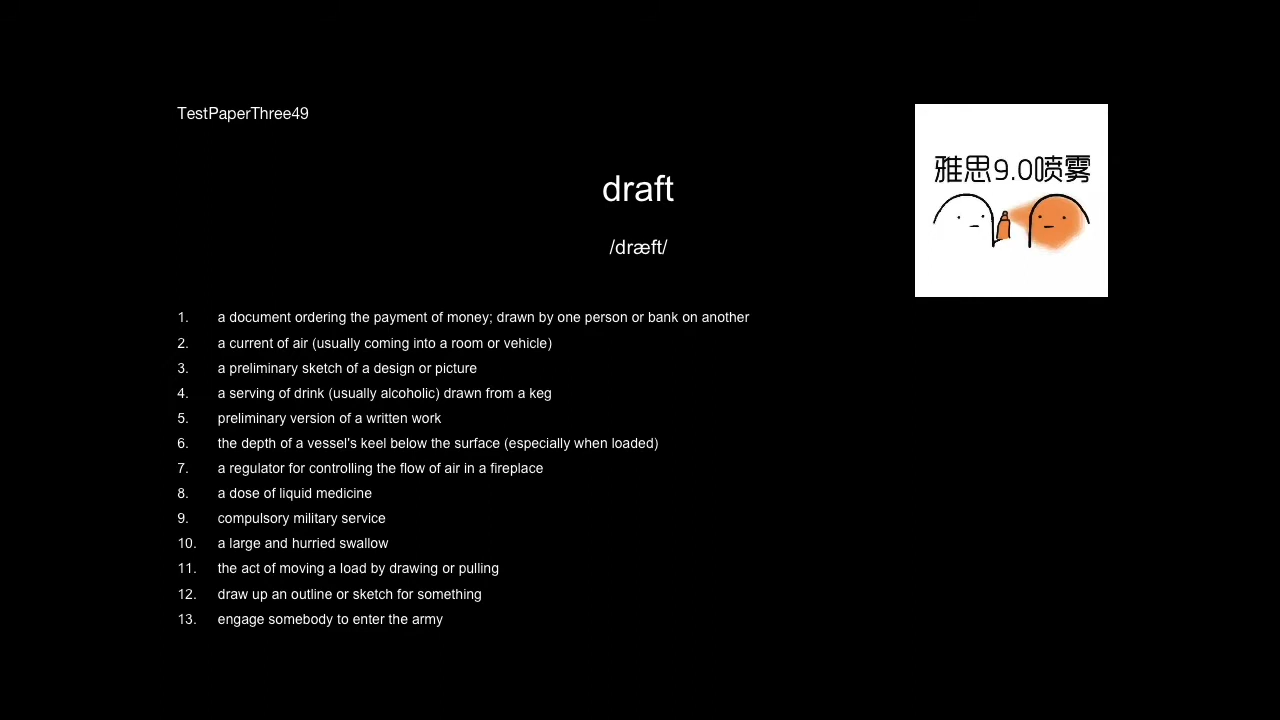 TestPaperThree49
雅思9.0喷雾
draft
/dræft/
1. a document ordering the payment of money; drawn by one person or bank on another
2. a current of air (usually coming into a room or vehicle)
3. a preliminary sketch of a design or picture
4. a serving of drink (usually alcoholic) drawn from a keg
5. preliminary version of a written work
6. the depth of a vessel's keel below the surface (especially when loaded)
7. a regulator for controlling the flow of air in a fireplace
8. a dose of liquid medicine
9. compulsory military service
10. a large and hurried swallow
11. the act of moving a load by drawing or pulling
12. draw up an outline or sketch for something
13. engage somebody to enter the army